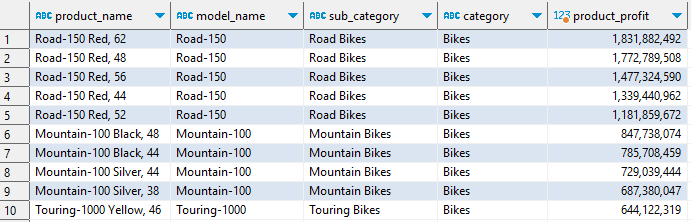 ABC product_name ABC model_name ABC sub_category ABC category 123 product_profit
1 Road-150 Red, 62 Road-150 Road Bikes Bikes 1,831,882,492
2 Road-150 Red, 48 Road-150 Road Bikes Bikes 1,772,789,508
3 Road-150 Red, 56 Road-150 Road Bikes Bikes 1,477,324,590
4 Road-150 Red, 44 Road-150 Road Bikes Bikes 1,339,440,962
5 Road-150 Red, 52 Road-150 Road Bikes Bikes 1,181,859,672
6 Mountain-100 Black, 48 Mountain-100 Mountain Bikes Bikes 847,738,074
7 Mountain-100 Black, 44 Mountain-100 Mountain Bikes Bikes 785,708,459
8 Mountain-100 Silver, 44 Mountain-100 Mountain Bikes Bikes 729,039,444
9 Mountain-100 Silver, 38 Mountain-100 Mountain Bikes Bikes 687,380,047
10 Touring-1000 Yellow, 46 Touring-1000 Touring Bikes Bikes 644,122,319